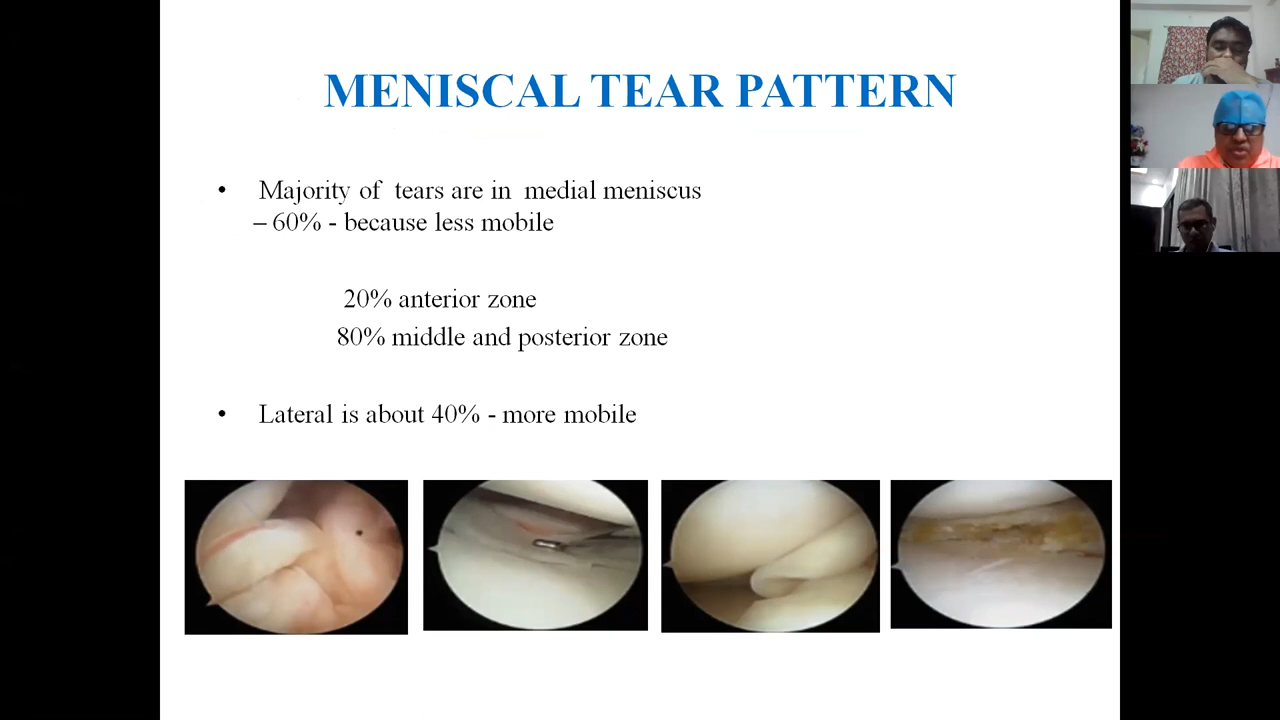 MENISCAL TEAR PATTERN
• Majority of tears are in medial meniscus
– 60% - because less mobile
20% anterior zone
80% middle and posterior zone
• Lateral is about 40% - more mobile